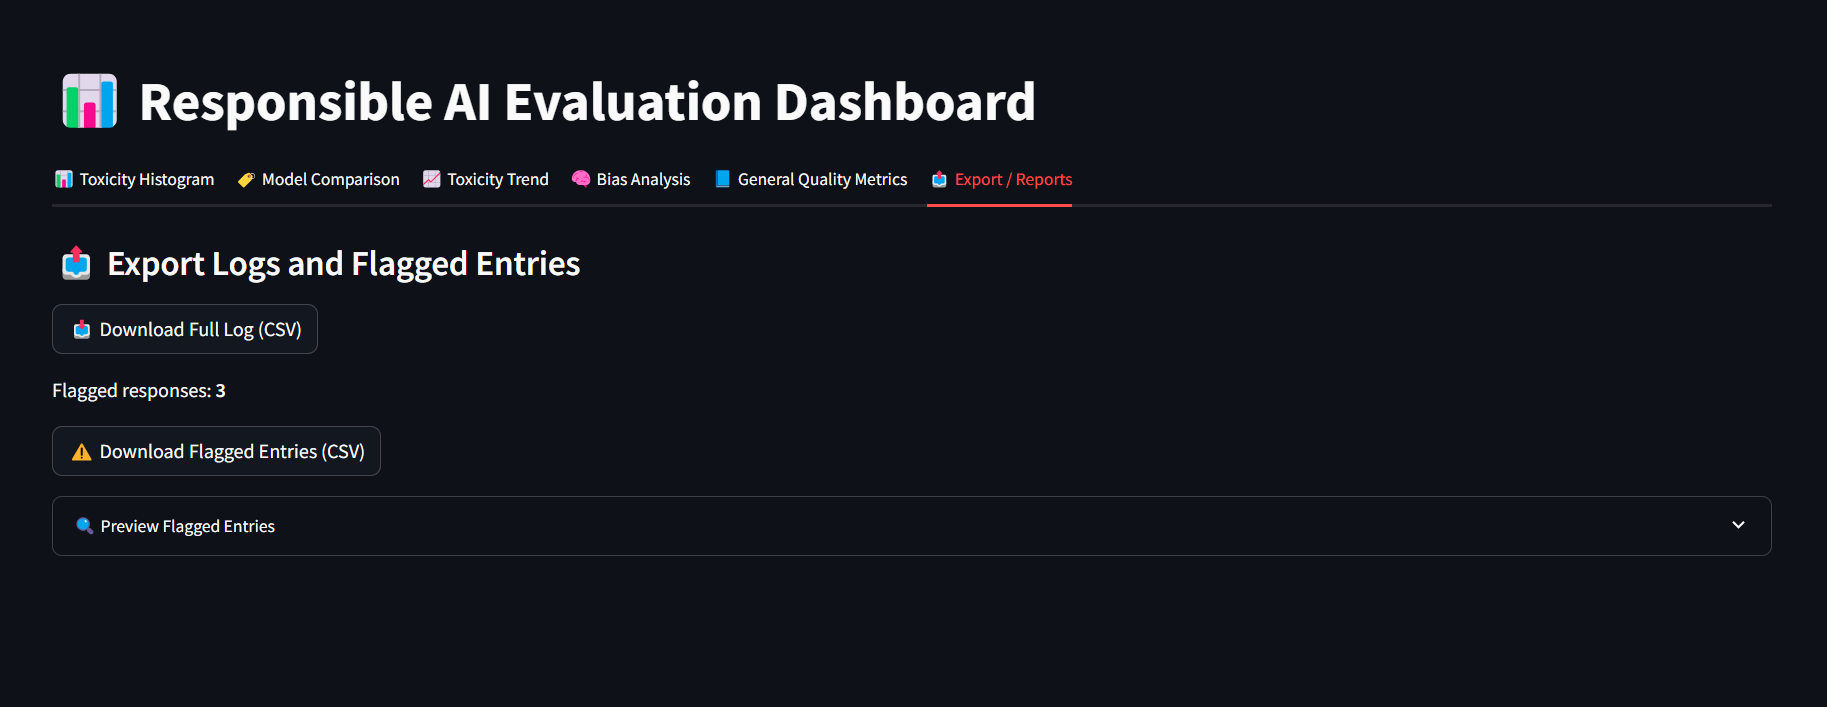 Responsible AI Evaluation Dashboard
Toxicity Histogram Model Comparison Toxicity Trend Bias Analysis General Quality Metrics Export / Reports
Export Logs and Flagged Entries
Download Full Log (CSV)
Flagged responses: 3
Download Flagged Entries (CSV)
Preview Flagged Entries